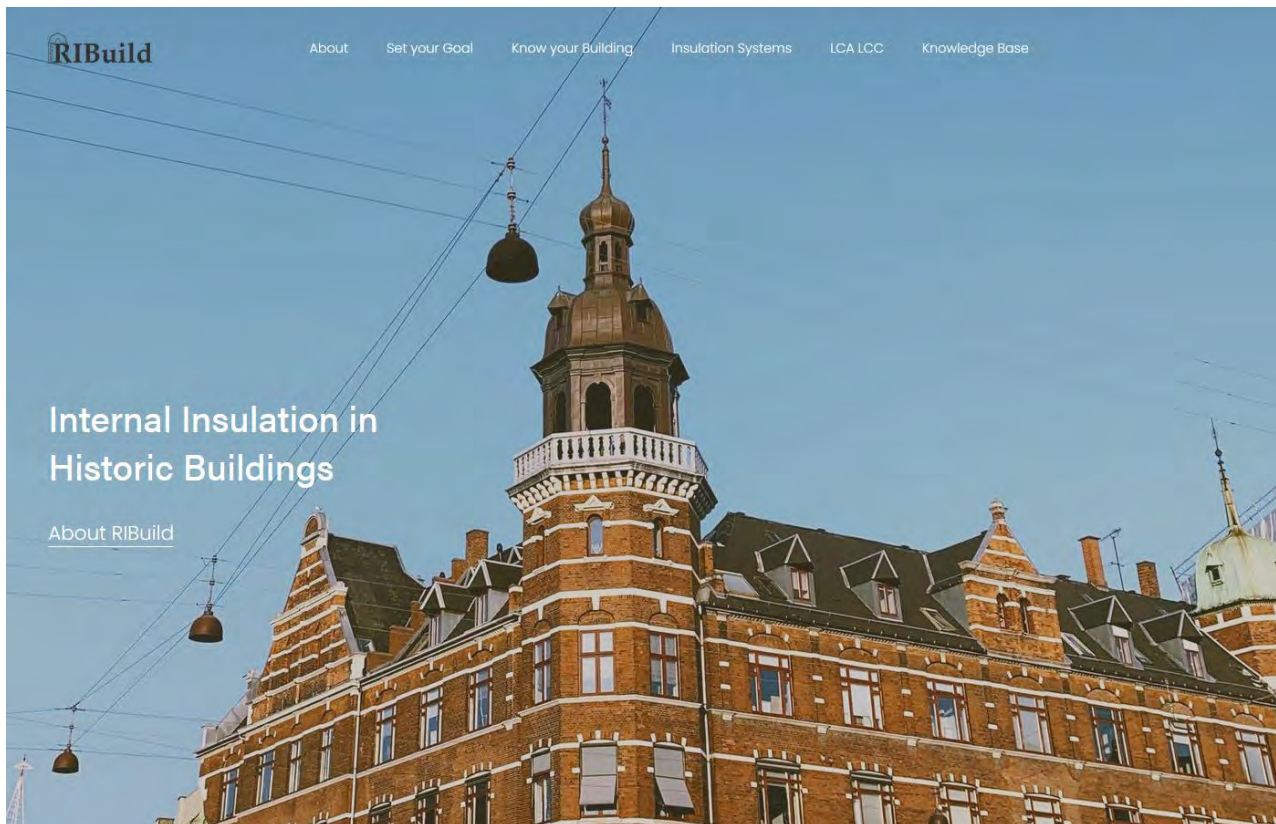 RIBuild
About
Set your Goal
Know your Building
Insulation Systems
LCA LCC
Knowledge Base
Internal Insulation in
Historic Buildings
About RIBuild